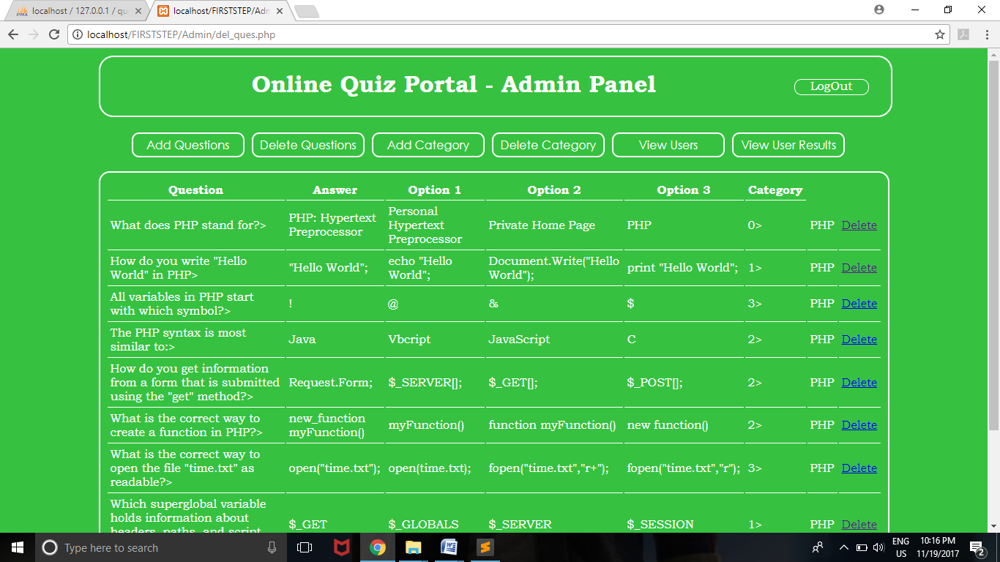 localhost / 127.0.0.1 / qu
localhost/FIRSTSTEP/Adm
localhost/FIRSTSTEP/Admin/del_ques.php
Online Quiz Portal - Admin Panel
LogOut
Add Questions
Delete Questions
Add Category
Delete Category
View Users
View User Results
Question Answer Option 1 Option 2 Option 3 Category
What does PHP stand for?>
PHP: Hypertext
Preprocessor
Personal
Hypertext
Preprocessor
Private Home Page
PHP
0>
PHP
Delete
How do you write "Hello
World" in PHP>
"Hello World";
echo "Hello
World";
Document.Write("Hello
World");
print "Hello World";
1>
PHP
Delete
All variables in PHP start
with which symbol?>
!
@
&
$
3>
PHP
Delete
The PHP syntax is most
similar to:>
Java
Vbcript
JavaScript
C
2>
PHP
Delete
How do you get information
from a form that is submitted
using the "get" method?>
Request.Form;
$_SERVER[];
$_GET[];
$_POST[];
2>
PHP
Delete
What is the correct way to
create a function in PHP?>
new_function
myFunction()
myFunction()
function myFunction()
new function()
2>
PHP
Delete
What is the correct way to
open the file "time.txt" as
readable?>
open("time.txt");
open(time.txt);
fopen("time.txt","r+");
fopen("time.txt","r");
3>
PHP
Delete
Which superglobal variable
holds information about
headers, paths, and script
$_GET
$_GLOBALS
$_SERVER
$_SESSION
1>
PHP
Delete
Type here to search
ENG
US
10:16 PM
11/19/2017
2